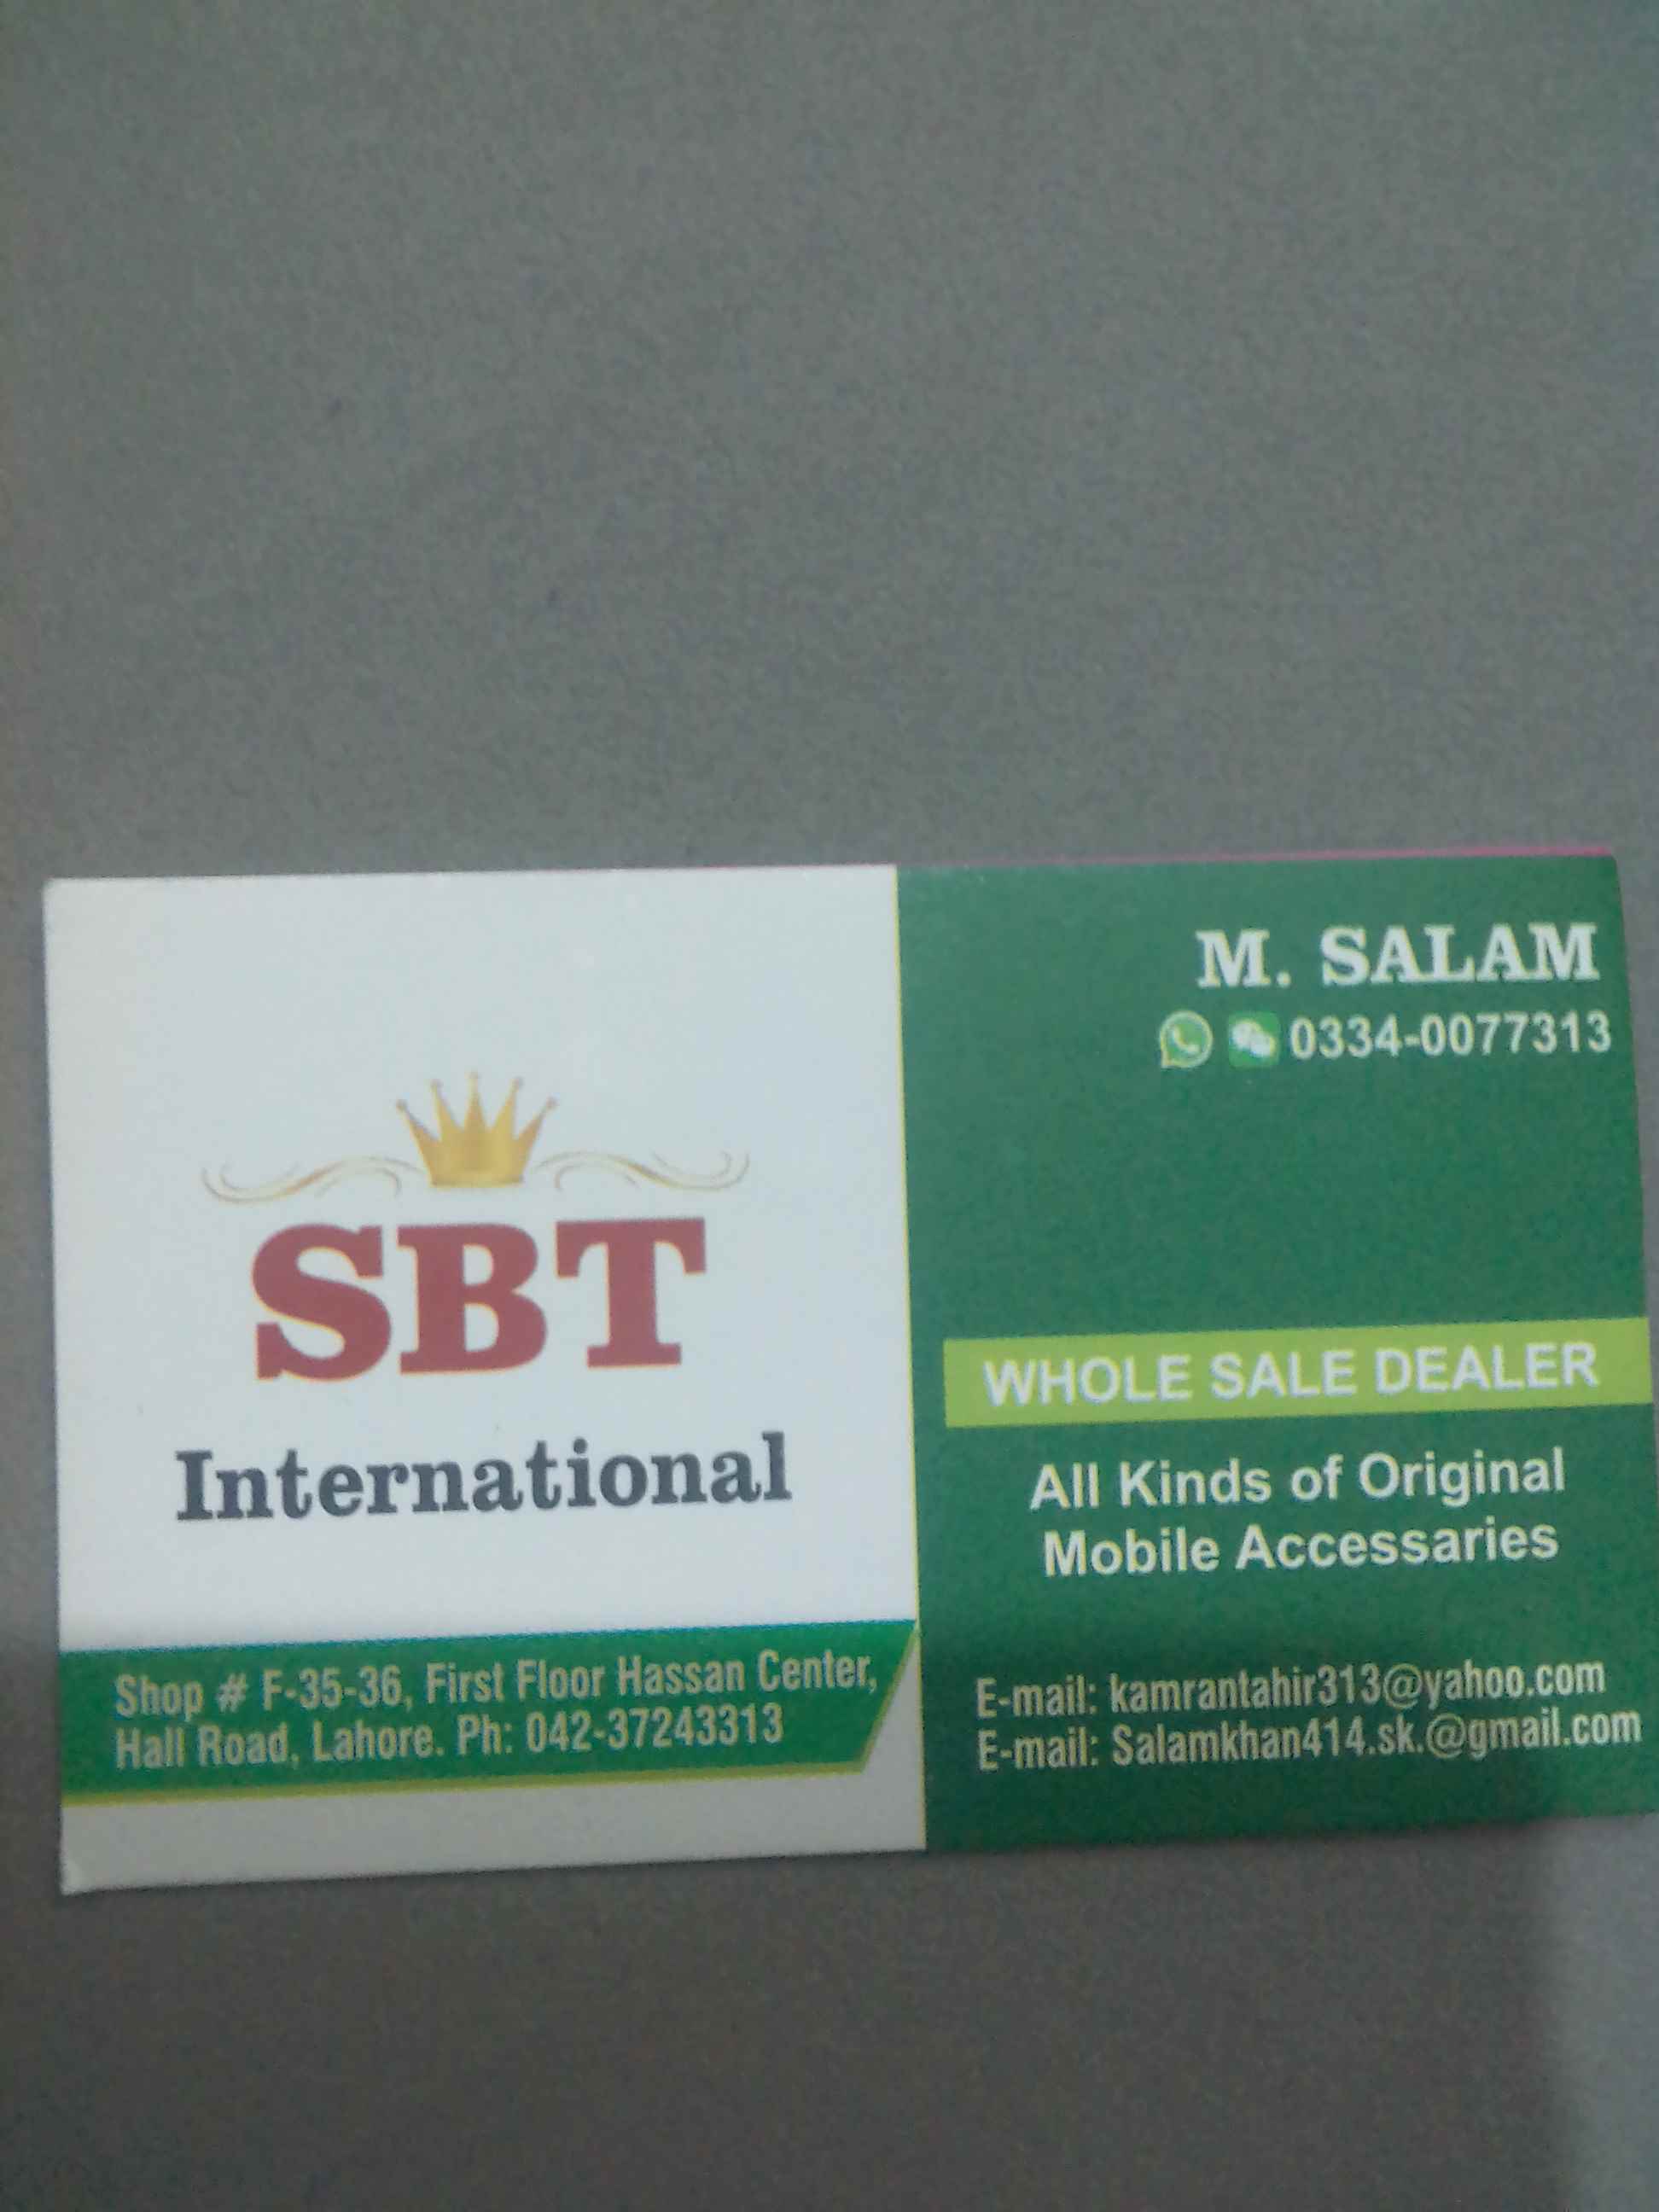 SBT
International
Shop # F-35-36, First Floor Hassan Center,
Hall Road, Lahore. Ph: 042-37243313
M. SALAM
0334-0077313
WHOLE SALE DEALER
All Kinds of Original
Mobile Accessaries
E-mail: kamrantahir313@yahoo.com
E-mail: Salamkhan414.sk.@gmail.com